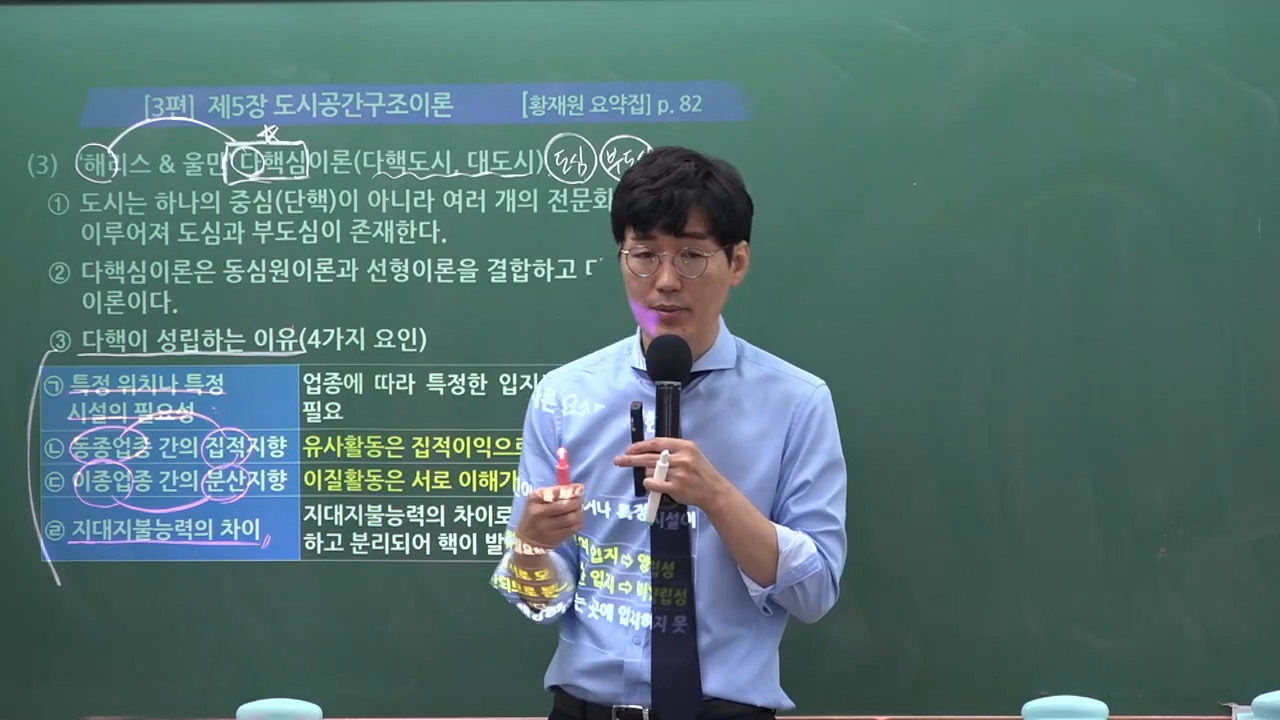 [3편] 제5장 도시공간구조이론 [황재원 요약집] p. 82
(3) '해리스 & 울만' 다핵심이론(다핵도시, 대도시) 도심
① 도시는 하나의 중심(단핵)이 아니라 여러 개의 전문화
이루어져 도심과 부도심이 존재한다.
② 다핵심이론은 동심원이론과 선형이론을 결합하고
이론이다.
③ 다핵이 성립하는 이유(4가지 요인)
㉠ 특정 위치나 특정 업종에 따라 특정한 입지
시설의 필요성 필요
㉡ 동종업종 간의 집적지향 유사활동은 집적이익으로
㉢ 이종업종 간의 분산지향 이질활동은 서로 이해가
㉣ 지대지불능력의 차이 지대지불능력의 차이로
하고 분리되어 핵이 발